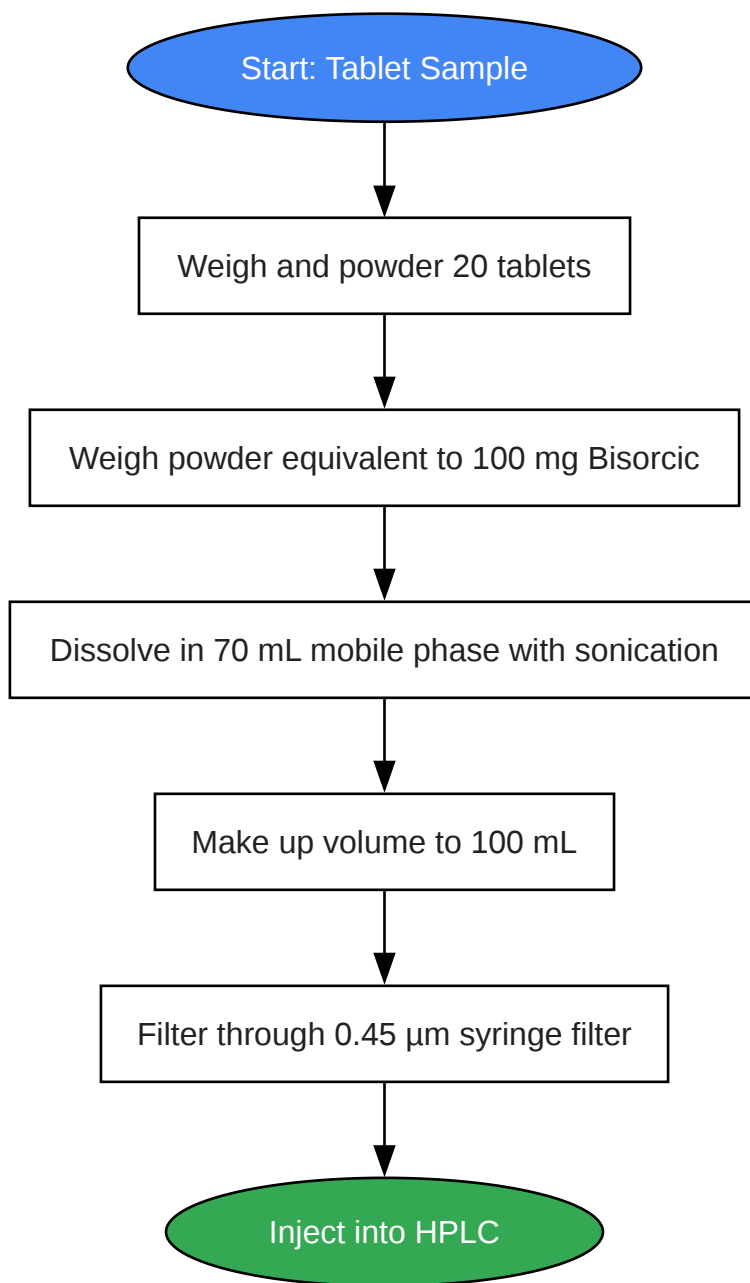 Start: Tablet Sample
Weigh and powder 20 tablets
Weigh powder equivalent to 100 mg Bisorcic
Dissolve in 70 mL mobile phase with sonication
Make up volume to 100 mL
Filter through 0.45 µm syringe filter
Inject into HPLC